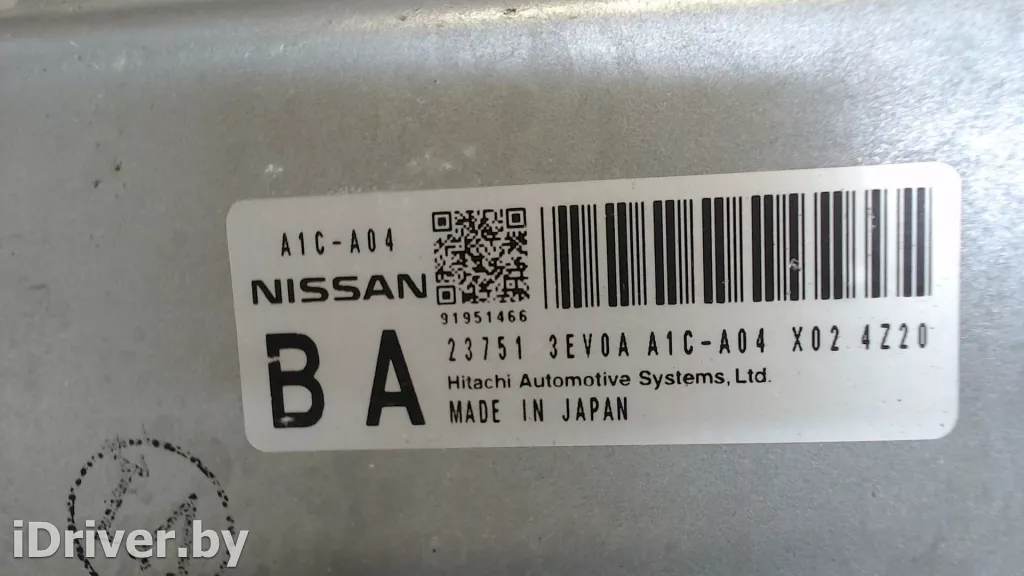 A1C-A04
NISSAN
91951466
BA
23751 3EV0A A1C-A04 X02 4Z20
Hitachi Automotive Systems, Ltd.
MADE IN JAPAN
iDriver.by